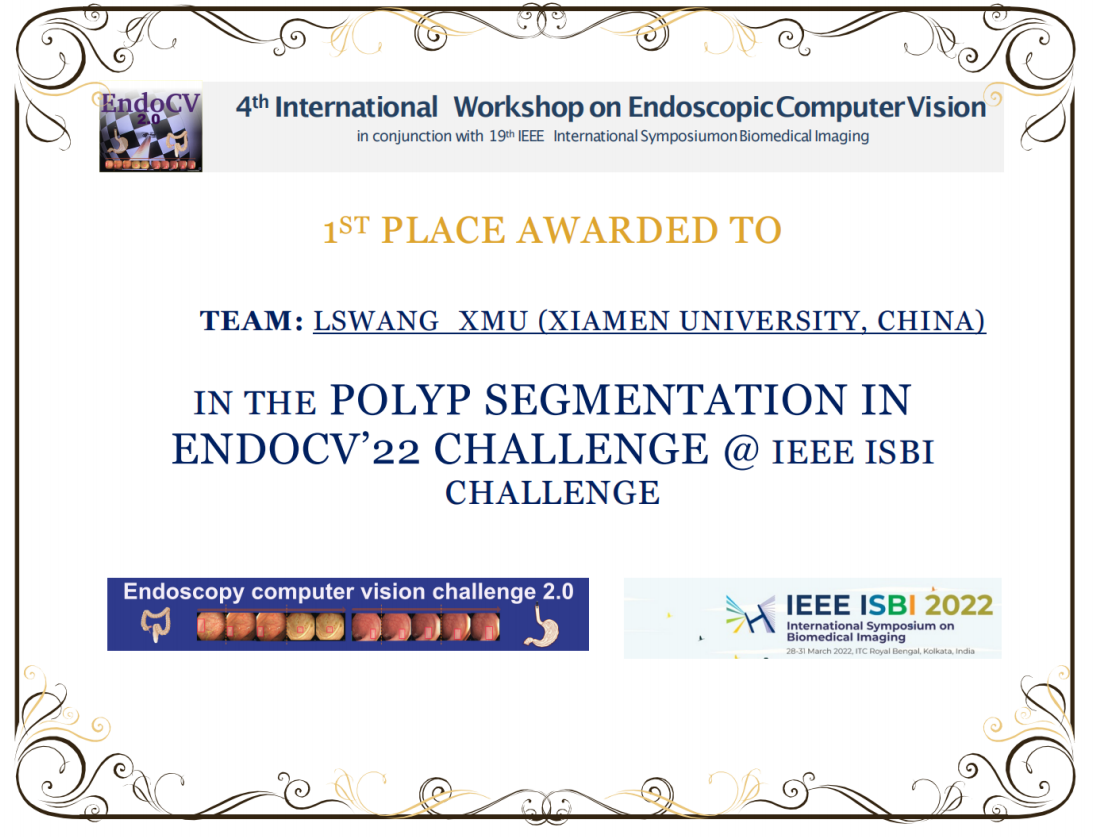 EndoCV
2.0
4th International Workshop on Endoscopic Computer Vision
in conjunction with 19th IEEE International Symposiumon Biomedical Imaging
1ST PLACE AWARDED TO
TEAM: LSWANG_XMU (XIAMEN UNIVERSITY, CHINA)
IN THE POLYP SEGMENTATION IN
ENDOCV'22 CHALLENGE @ IEEE ISBI
CHALLENGE
Endoscopy computer vision challenge 2.0
IEEE ISBI 2022
International Symposium on
Biomedical Imaging
28-31 March 2022, ITC Royal Bengal, Kolkata, India